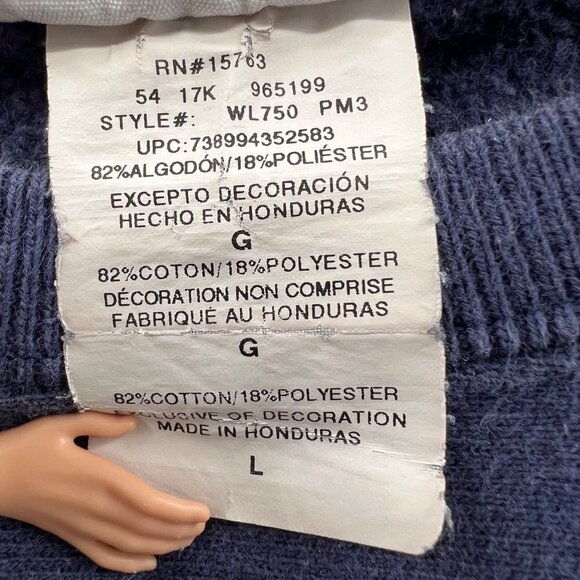 RN#15763
54 17K 965199
STYLE#: WL750 PM3
UPC:738994352583
82%ALGODÓN/18%POLIÉSTER
EXCEPTO DECORACIÓN
HECHO EN HONDURAS
G
82%COTON/18%POLYESTER
DÉCORATION NON COMPRISE
FABRIQUÉ AU HONDURAS
G
82%COTTON/18%POLYESTER
EXCLUSIVE OF DECORATION
MADE IN HONDURAS
L